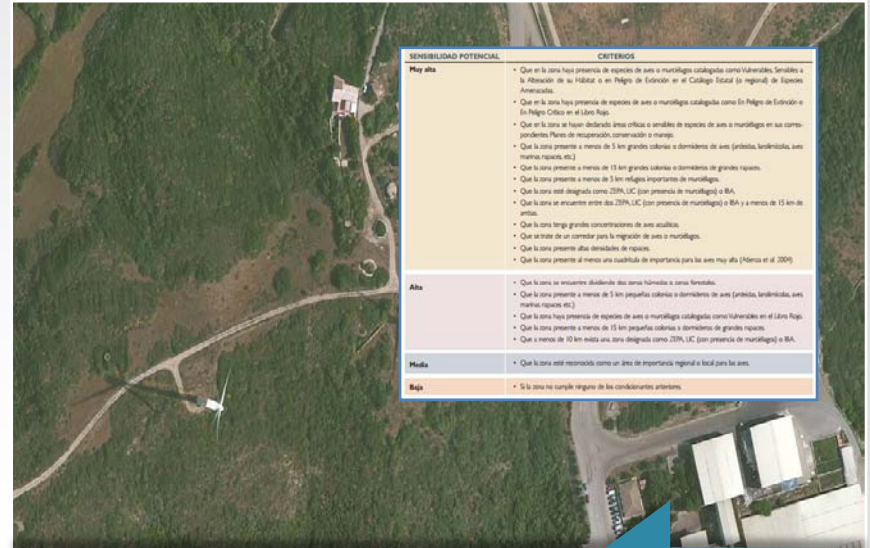 SENSIBILIDAD POTENCIAL CRITERIOS
Muy alta
• Que en la zona haya presencia de especies de aves o murciélagos catalogadas como Vulnerables, Sensibles a
la Alteración de su Hábitat o en Peligro de Extinción en el Catálogo Estatal (o regional) de Especies
Amenazadas.
• Que en la zona haya presencia de especies de aves o murciélagos catalogadas como En Peligro de Extinción o
En Peligro Crítico en el Libro Rojo.
• Que en la zona se hayan declarado áreas críticas o sensibles de especies de aves o murciélagos en sus corres-
pondientes Planes de recuperación, conservación o manejo.
• Que la zona presente a menos de 5 km grandes colonias o dormideros de aves (ardeidas, larolimícolas, aves
marinas, rapaces, etc.)
• Que la zona presente a menos de 15 km grandes colonias o dormideros de grandes rapaces.
• Que la zona presente a menos de 5 km refugios importantes de murciélagos.
• Que la zona esté designada como ZEPA, LIC (con presencia de murciélagos) o IBA.
• Que la zona se encuentre entre dos ZEPA, LIC (con presencia de murciélagos) o IBA y a menos de 15 km de
ambas.
• Que la zona tenga grandes concentraciones de aves acuáticas.
• Que se trate de un corredor para la migración de aves o murciélagos.
• Que la zona presente altas densidades de rapaces.
• Que la zona presente al menos una cuadrícula de importancia para las aves muy alta (Atienza et al. 2004)
Alta
• Que la zona se encuentre dividiendo dos zonas húmedas o zonas forestales.
• Que la zona presente a menos de 5 km pequeñas colonias o dormideros de aves (ardeidas, larolimícolas, aves
marinas, rapaces, etc.)
• Que la zona haya presencia de especies de aves o murciélagos catalogadas como Vulnerables en el Libro Rojo.
• Que la zona presente a menos de 15 km pequeñas colonias o dormideros de grandes rapaces.
• Que a menos de 10 km exista una zona designada como ZEPA, LIC (con presencia de murciélagos) o IBA.
Media
• Que la zona esté reconocida como un área de importancia regional o local para las aves.
Baja
• Si la zona no cumple ninguno de los condicionantes anteriores.